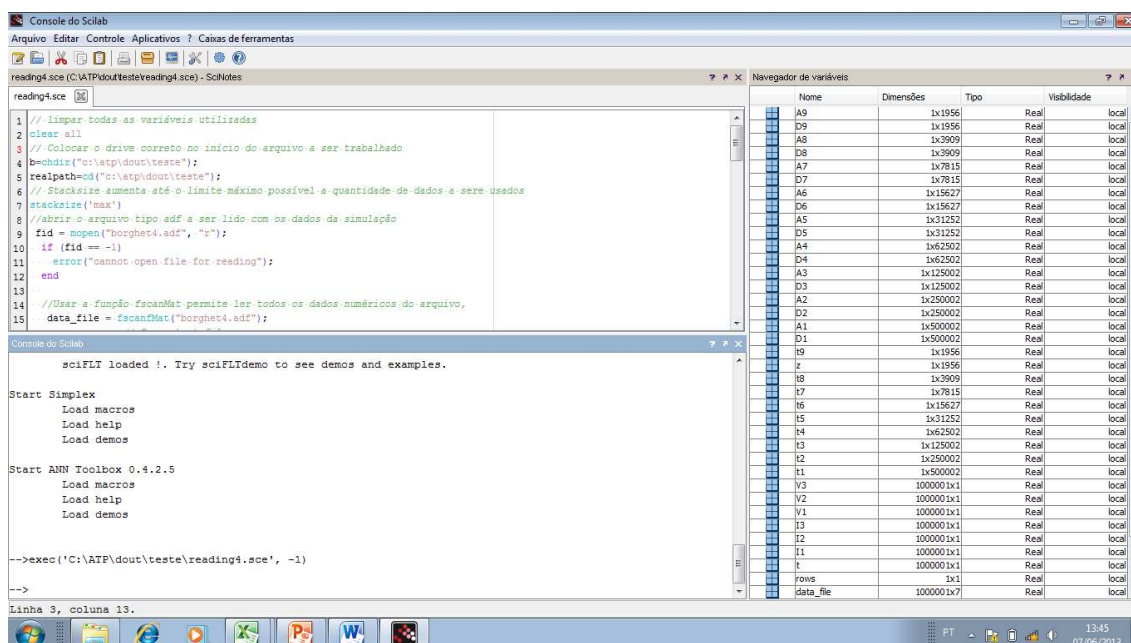 Console do Scilab
Arquivo Editar Controle Aplicativos ? Caixas de ferramentas
reading4.sce (C:\ATP\dout\teste\reading4.sce) - SciNotes
reading4.sce
1 // limpar todas as variáveis utilizadas
2 clear all
3 // Colocar o drive correto no início do arquivo a ser trabalhado
4 b=chdir("c:\atp\dout\teste");
5 realpath=cd("c:\atp\dout\teste");
6 // Stacksize aumenta até o limite máximo possível a quantidade de dados a sere usados
7 stacksize('max')
8 //abrir o arquivo tipo adf a ser lido com os dados da simulação
9 fid = mopen("borghet4.adf", "r");
10 if (fid == -1)
11 error("cannot open file for reading");
12 end
13
14 //Usar a função fscanMat permite ler todos os dados numéricos do arquivo,
15 data_file = fscanfMat("borghet4.adf");
Console do Scilab
sciFLT loaded !. Try sciFLTdemo to see demos and examples.
Start Simplex
Load macros
Load help
Load demos
Start ANN Toolbox 0.4.2.5
Load macros
Load help
Load demos
-->exec('C:\ATP\dout\teste\reading4.sce', -1)
-->
Linha 3, coluna 13.
Navegador de variáveis
Nome Dimensões Tipo Visibilidade
A9 1x1956 Real local
D9 1x1956 Real local
A8 1x3909 Real local
D8 1x3909 Real local
A7 1x7815 Real local
D7 1x7815 Real local
A6 1x15627 Real local
D6 1x15627 Real local
A5 1x31252 Real local
D5 1x31252 Real local
A4 1x62502 Real local
D4 1x62502 Real local
A3 1x125002 Real local
D3 1x125002 Real local
A2 1x250002 Real local
D2 1x250002 Real local
A1 1x500002 Real local
D1 1x500002 Real local
t9 1x1956 Real local
z 1x1956 Real local
t8 1x3909 Real local
t7 1x7815 Real local
t6 1x15627 Real local
t5 1x31252 Real local
t4 1x62502 Real local
t3 1x125002 Real local
t2 1x250002 Real local
t1 1x500002 Real local
V3 1000001x1 Real local
V2 1000001x1 Real local
V1 1000001x1 Real local
I3 1000001x1 Real local
I2 1000001x1 Real local
I1 1000001x1 Real local
t 1000001x1 Real local
rows 1x1 Real local
data_file 1000001x7 Real local
PT
13:45
07/06/2013